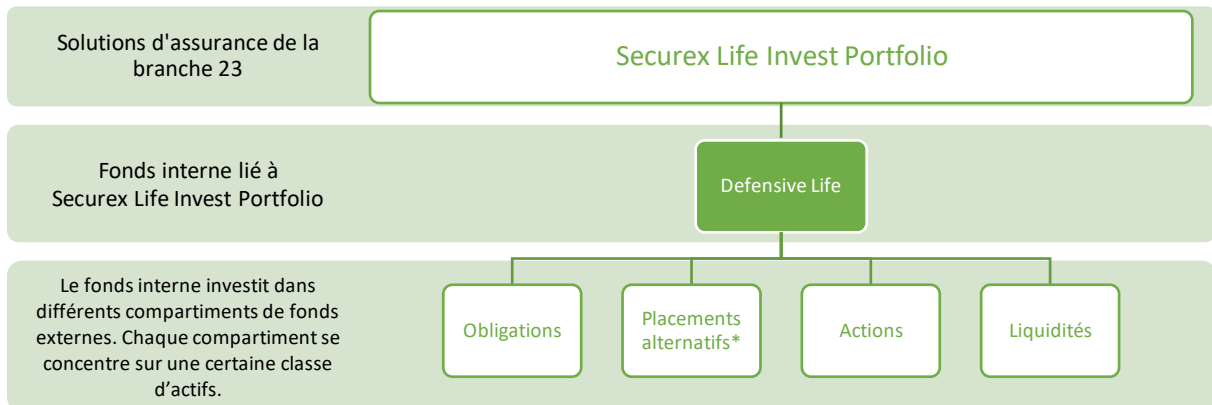 Solutions d'assurance de la
branche 23
Securex Life Invest Portfolio
Fonds interne lié à
Securex Life Invest Portfolio
Defensive Life
Le fonds interne investit dans
différents compartiments de fonds
externes. Chaque compartiment se
concentre sur une certaine classe
d’actifs.
Obligations
Placements
alternatifs*
Actions
Liquidités